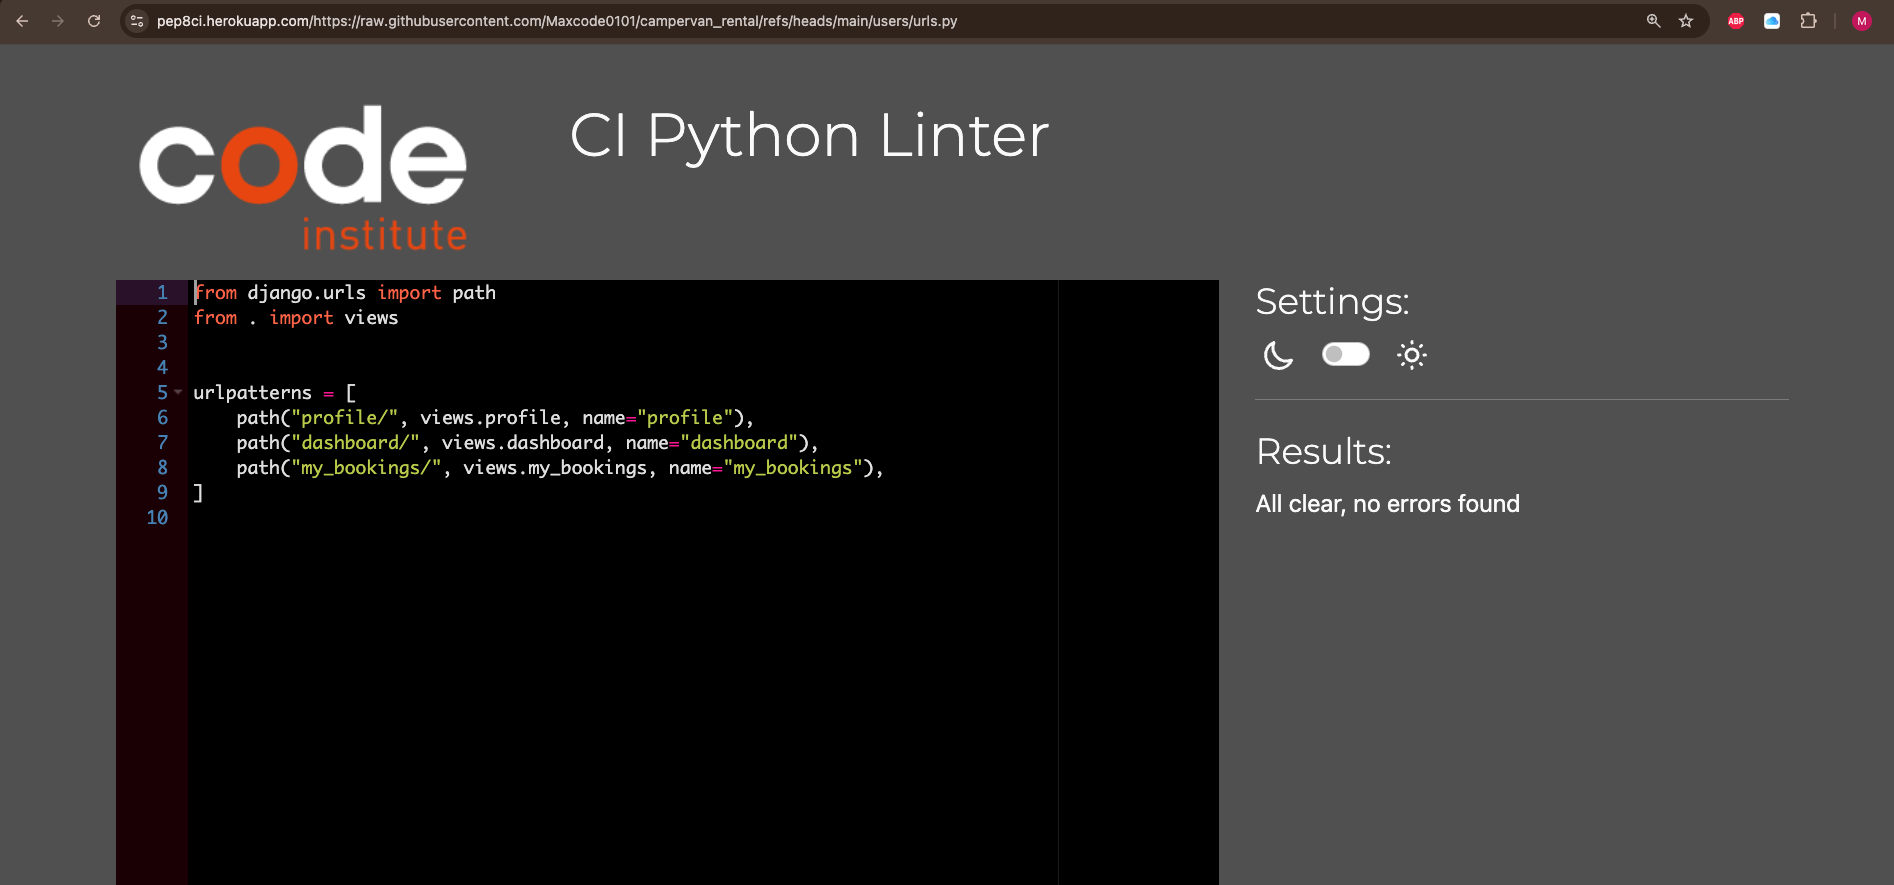 pep8ci.herokuapp.com/https://raw.githubusercontent.com/Maxcode0101/campervan_rental/refs/heads/main/users/urls.py
ABP
M
code
institute
CI Python Linter
1 from django.urls import path
2 from . import views
3
4
5 urlpatterns = [
6 path("profile/", views.profile, name="profile"),
7 path("dashboard/", views.dashboard, name="dashboard"),
8 path("my_bookings/", views.my_bookings, name="my_bookings"),
9 ]
10
Settings:
Results:
All clear, no errors found